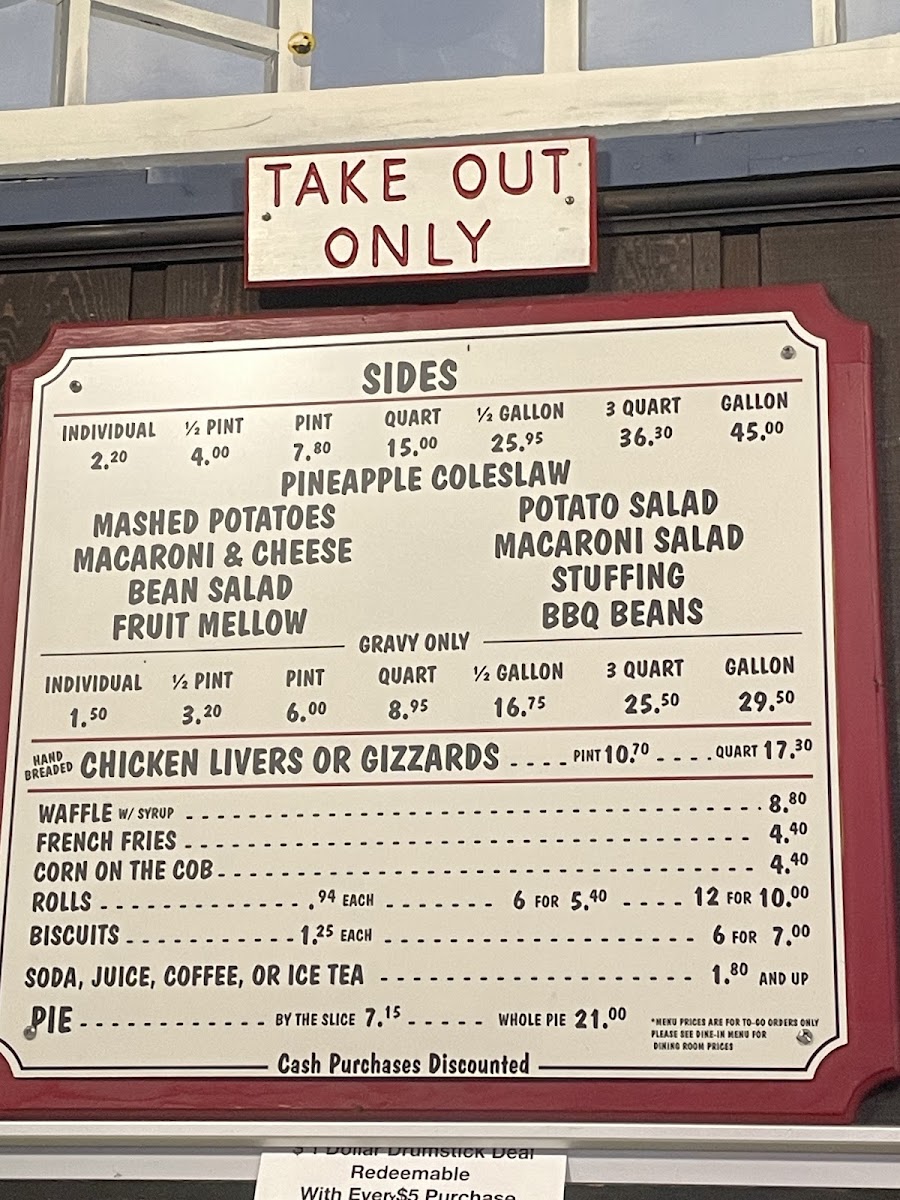 TAKE OUT
ONLY
SIDES
INDIVIDUAL ½ PINT PINT QUART ½ GALLON 3 QUART GALLON
2.20 4.00 7.80 15.00 25.95 36.30 45.00
PINEAPPLE COLESLAW
MASHED POTATOES POTATO SALAD
MACARONI & CHEESE MACARONI SALAD
BEAN SALAD STUFFING
FRUIT MELLOW BBQ BEANS
GRAVY ONLY
INDIVIDUAL ½ PINT PINT QUART ½ GALLON 3 QUART GALLON
1.50 3.20 6.00 8.95 16.75 25.50 29.50
HAND
BREADED CHICKEN LIVERS OR GIZZARDS ....PINT 10.70 ....QUART 17.30
WAFFLE W/ SYRUP 8.80
FRENCH FRIES 4.40
CORN ON THE COB 4.40
ROLLS .94 EACH 6 FOR 5.40 12 FOR 10.00
BISCUITS 1.25 EACH 6 FOR 7.00
SODA, JUICE, COFFEE, OR ICE TEA 1.80 AND UP
PIE BY THE SLICE 7.15 WHOLE PIE 21.00
*MENU PRICES ARE FOR TO-GO ORDERS ONLY
PLEASE SEE DINE-IN MENU FOR
DINING ROOM PRICES
Cash Purchases Discounted
$ 1 Dollar Drumstick Deal
Redeemable
With Every $5 Purchase